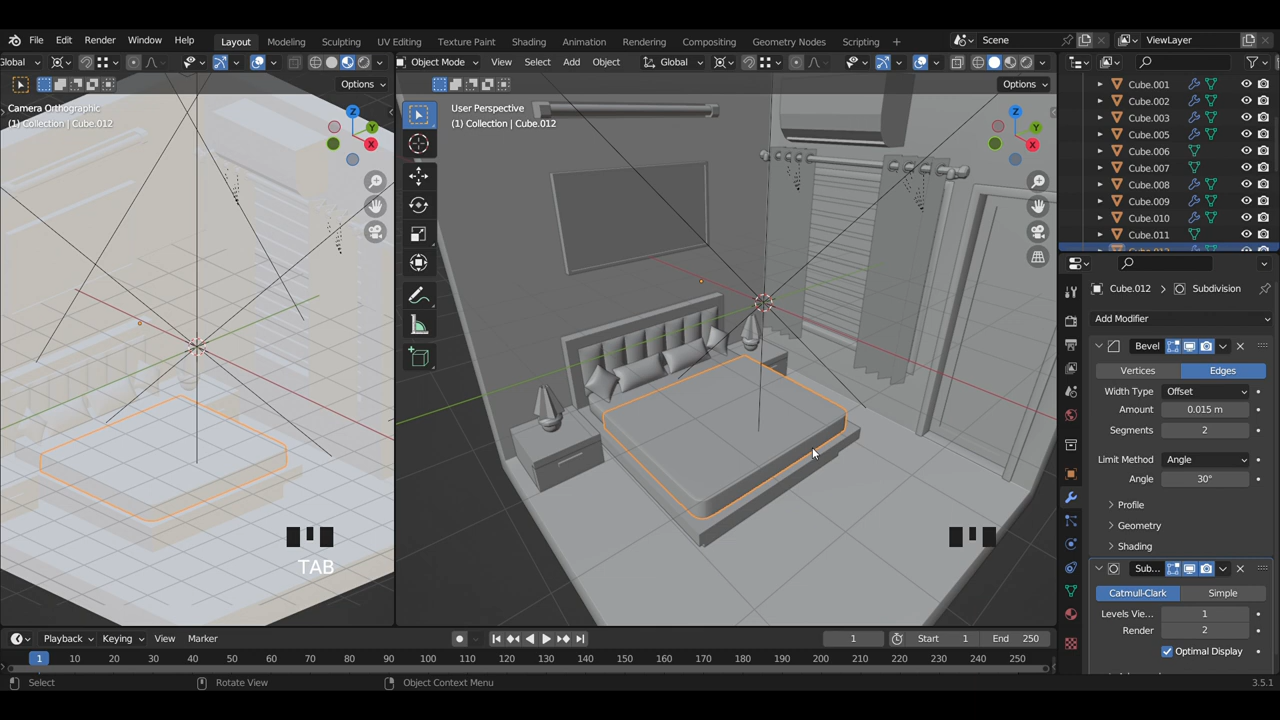 File Edit Render Window Help Layout Modeling Sculpting UV Editing Texture Paint Shading Animation Rendering Compositing Geometry Nodes Scripting + Scene ViewLayer
Global Object Mode View Select Add Object Global
Options Options
Camera Orthographic
(1) Collection | Cube.012
User Perspective
(1) Collection | Cube.012
Z Y X
Z Y X
TAB
Cube.001
Cube.002
Cube.003
Cube.005
Cube.006
Cube.007
Cube.008
Cube.009
Cube.010
Cube.011
Cube.012 > Subdivision
Add Modifier
Bevel
Vertices Edges
Width Type Offset
Amount 0.015 m
Segments 2
Limit Method Angle
Angle 30°
Profile
Geometry
Shading
Sub...
Catmull-Clark Simple
Levels Vie... 1
Render 2
Optimal Display
Playback Keying View Marker 1 Start 1 End 250
1 10 20 30 40 50 60 70 80 90 100 110 120 130 140 150 160 170 180 190 200 210 220 230 240 250
Select Rotate View Object Context Menu 3.5.1